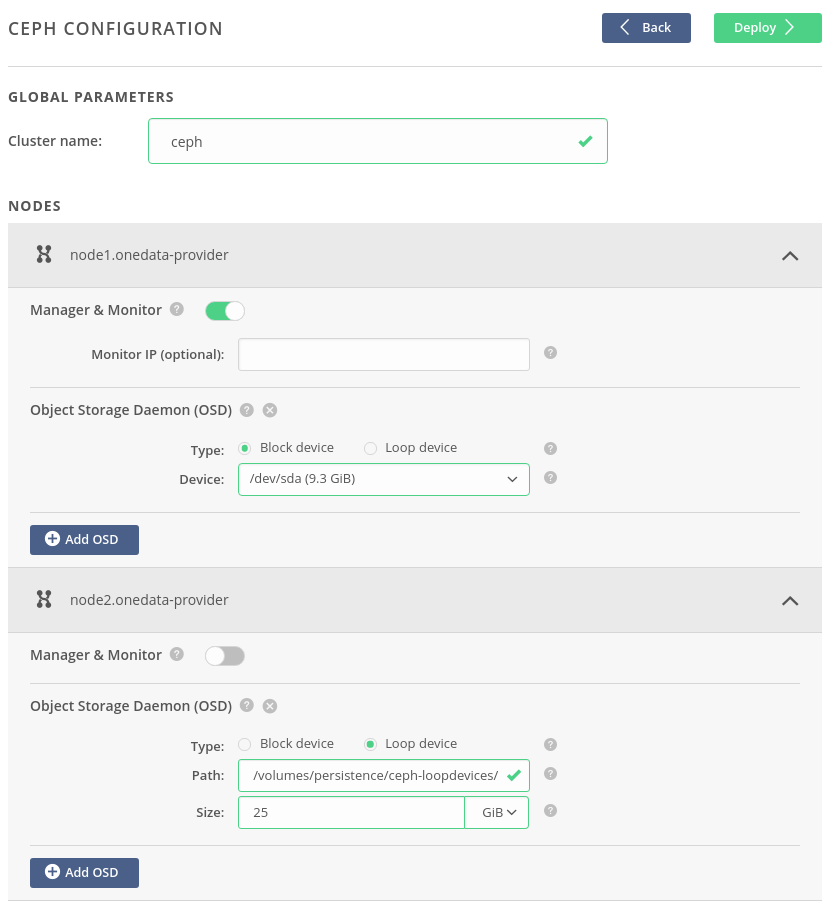 CEPH CONFIGURATION
Back
Deploy
GLOBAL PARAMETERS
Cluster name:
ceph
NODES
node1.onedata-provider
Manager & Monitor ?
Monitor IP (optional): ?
Object Storage Daemon (OSD) ?
Type: Block device Loop device ?
Device: /dev/sda (9.3 GiB) ?
Add OSD
node2.onedata-provider
Manager & Monitor ?
Object Storage Daemon (OSD) ?
Type: Block device Loop device ?
Path: /volumes/persistence/ceph-loopdevices/ ?
Size: 25 GiB ?
Add OSD